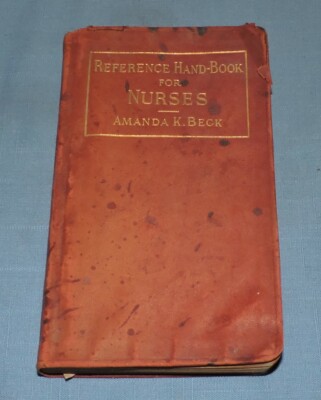 REFERENCE HAND-BOOK
FOR
NURSES
AMANDA K. BECK